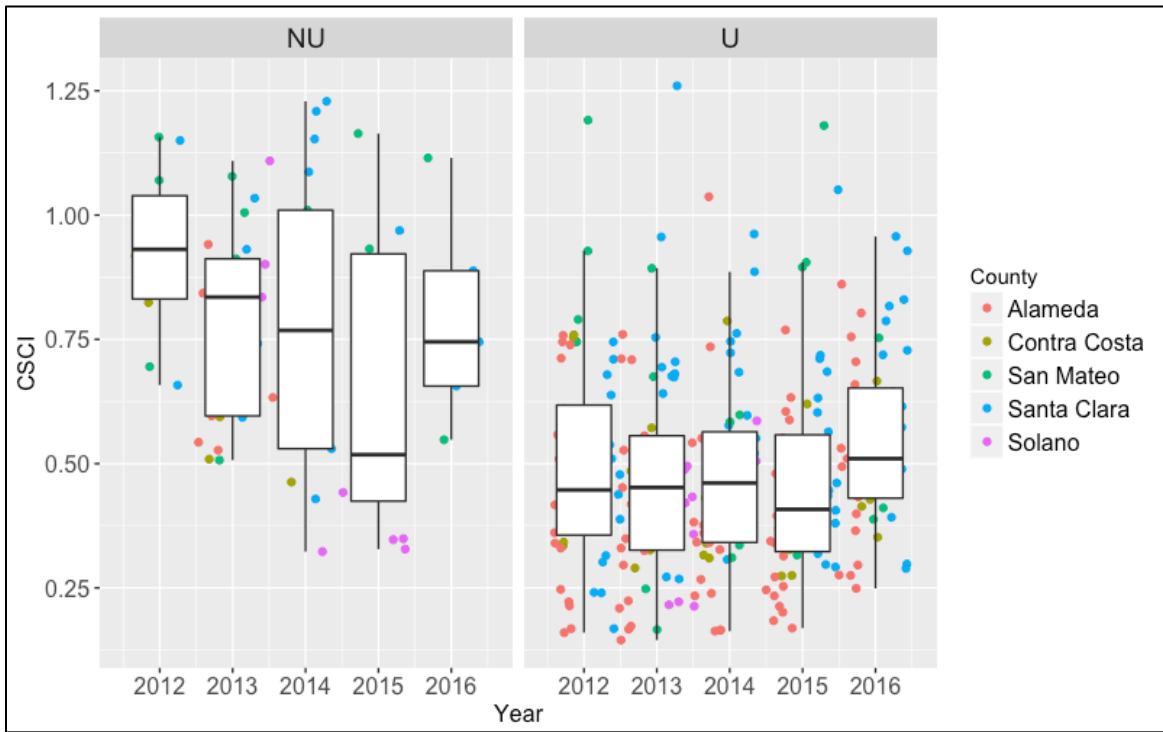 NU U
CSCI
1.25
1.00
0.75
0.50
0.25
2012 2013 2014 2015 2016 2012 2013 2014 2015 2016
Year
County
Alameda
Contra Costa
San Mateo
Santa Clara
Solano